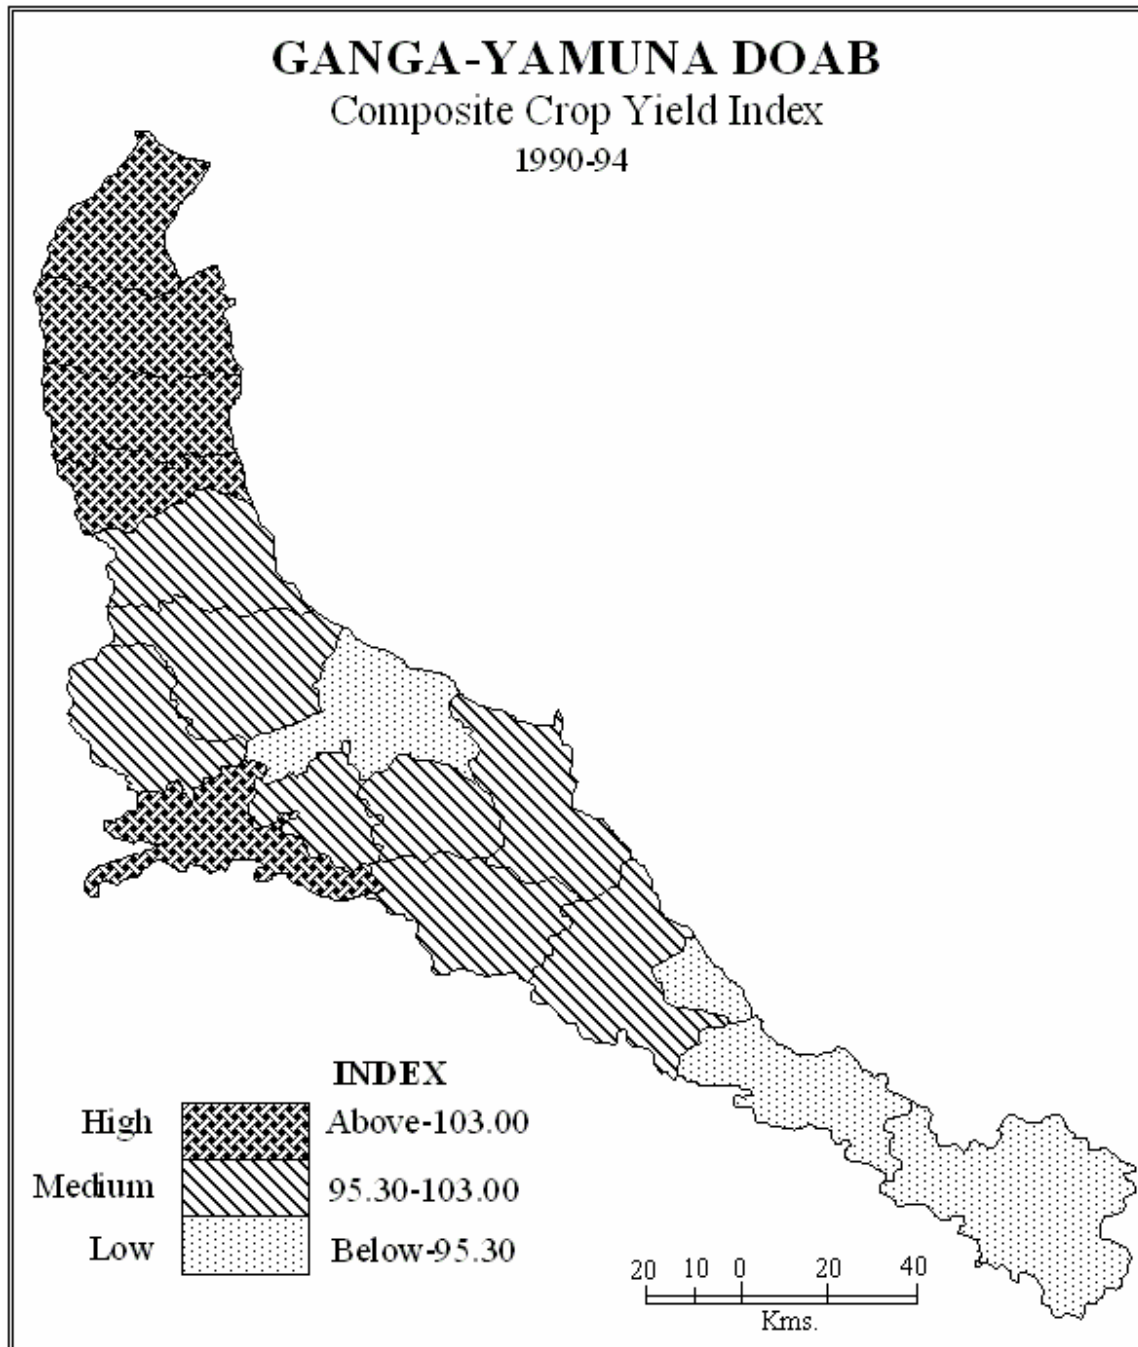 GANGA-YAMUNA DOAB
Composite Crop Yield Index
1990-94
INDEX
High Above-103.00
Medium 95.30-103.00
Low Below-95.30
20 10 0 20 40
Kms.